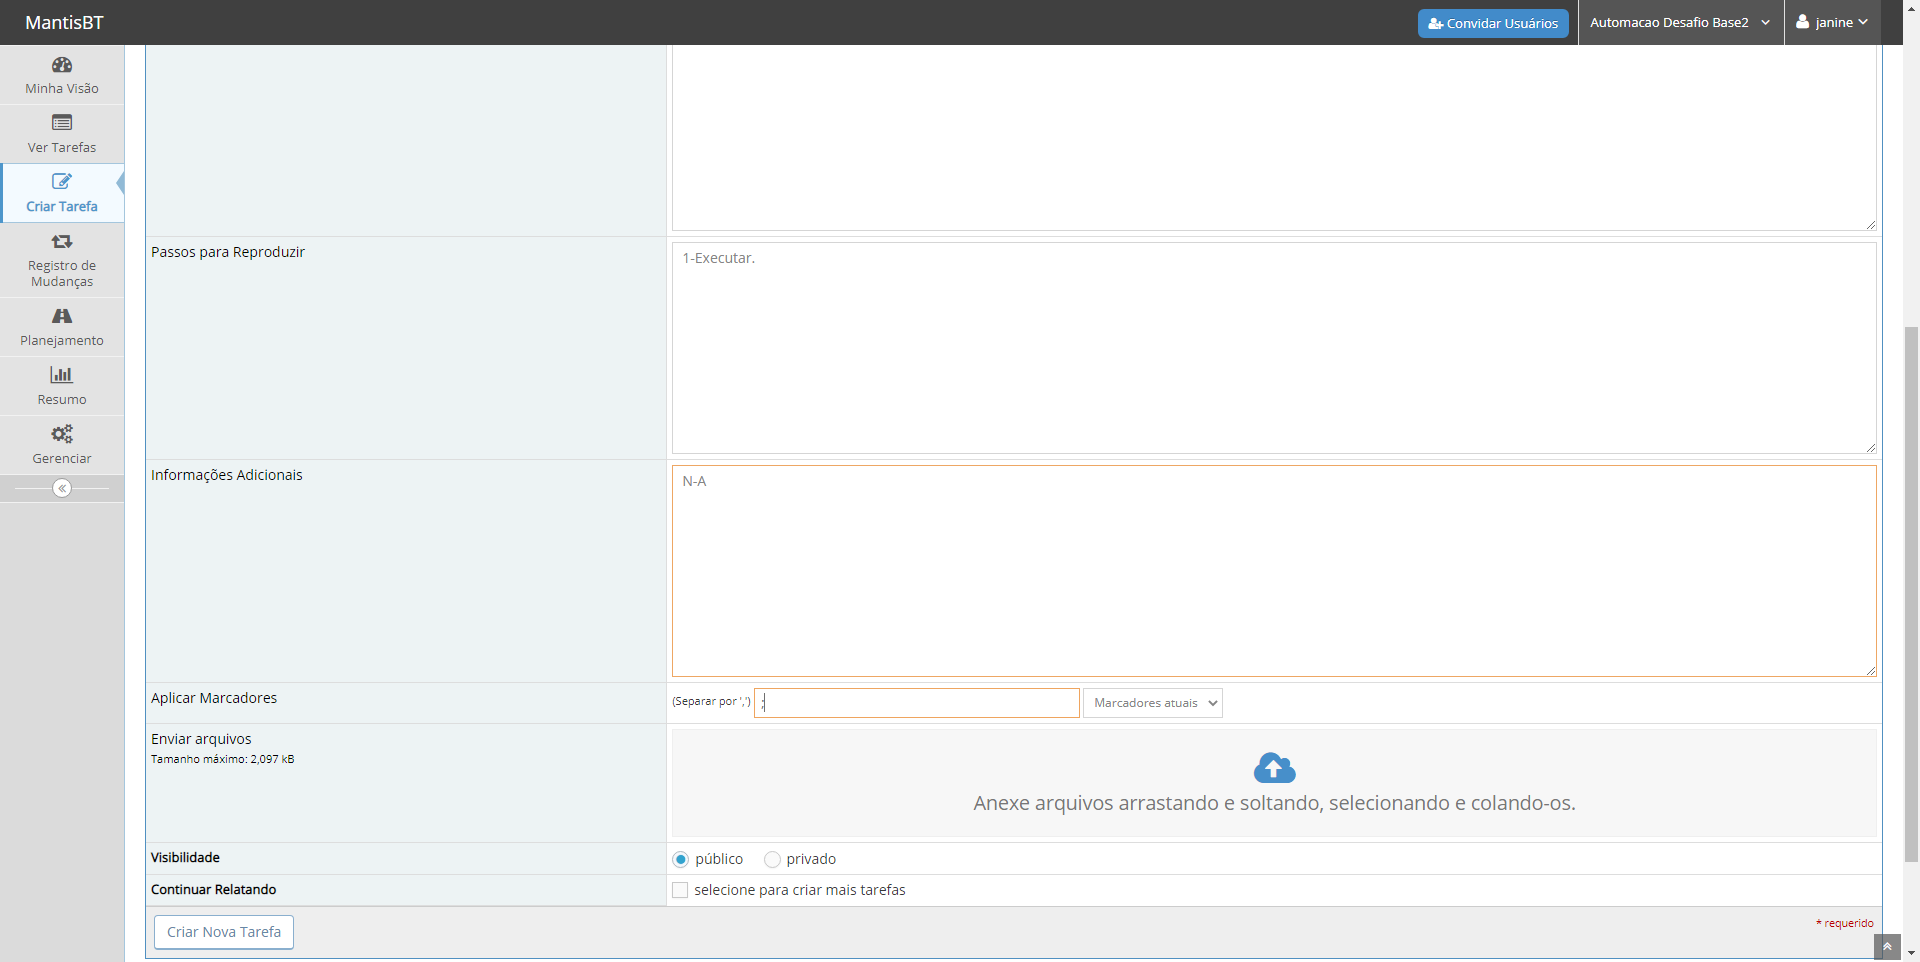 MantisBT
Convidar Usuários
Automacao Desafio Base2
janine
Minha Visão
Ver Tarefas
Criar Tarefa
Registro de
Mudanças
Planejamento
Resumo
Gerenciar
Passos para Reproduzir
1-Executar.
Informações Adicionais
N-A
Aplicar Marcadores
(Separar por ',')
;
Marcadores atuais
Enviar arquivos
Tamanho máximo: 2,097 kB
Anexe arquivos arrastando e soltando, selecionando e colando-os.
Visibilidade
público
privado
Continuar Relatando
selecione para criar mais tarefas
Criar Nova Tarefa
* requerido